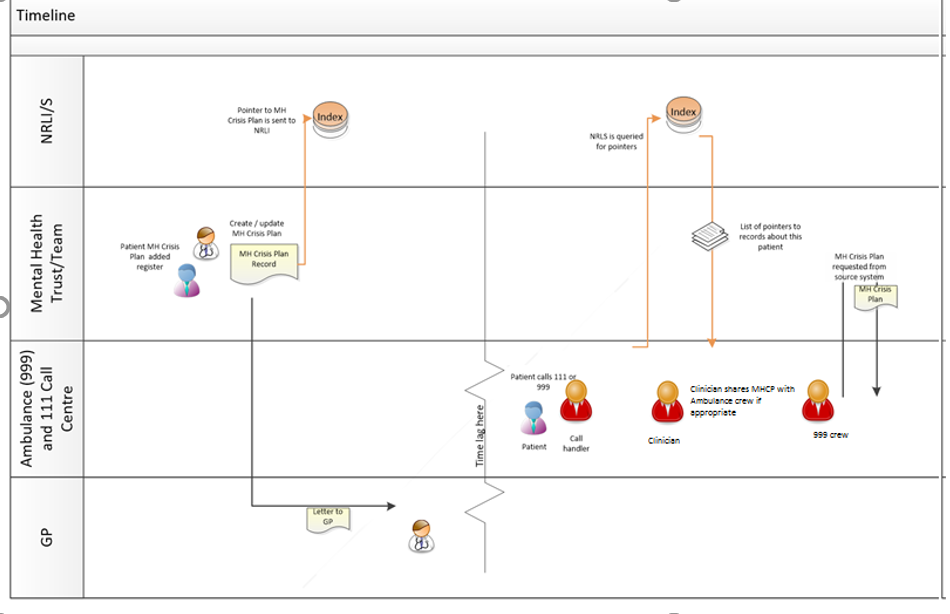 Timeline
NRLI/S
Pointer to MH
Crisis Plan is sent to
NRLI
Index
NRLS is queried
for pointers
Index
Mental Health
Trust/Team
Patient MH Crisis
Plan added
register
Create / update
MH Crisis Plan
MH Crisis Plan
Record
List of pointers to
records about this
patient
MH Crisis Plan
requested from
source system
MH Crisis
Plan
Ambulance (999)
and 111 Call
Centre
Time lag here
Patient calls 111 or
999
Patient
Call
handler
Clinician
Clinician shares MHCP with
Ambulance crew if
appropriate
999 crew
GP
Letter to
GP